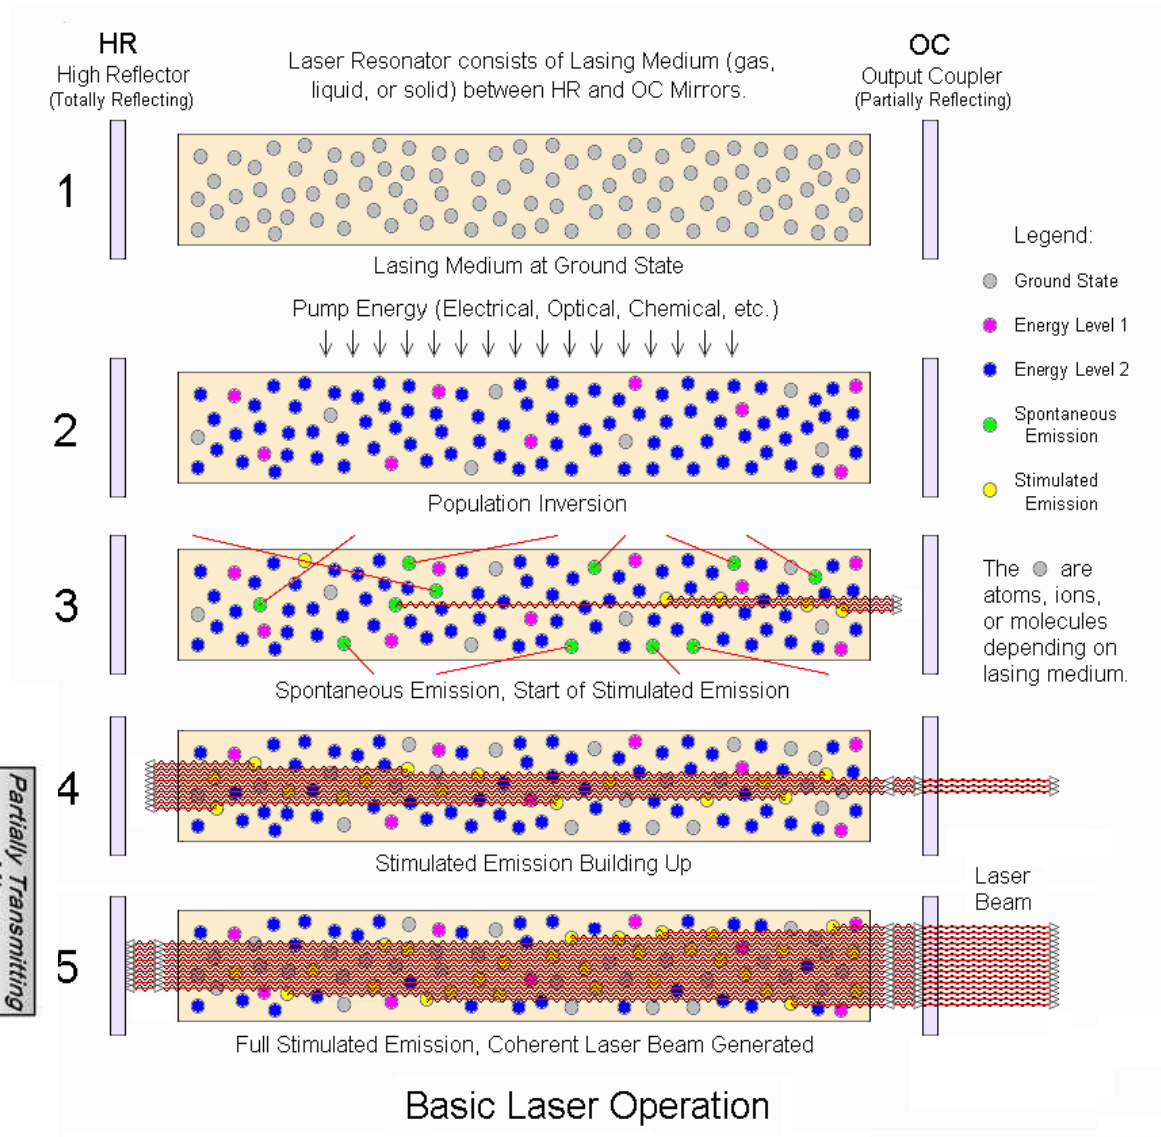 HR
High Reflector
(Totally Reflecting)
Laser Resonator consists of Lasing Medium (gas,
liquid, or solid) between HR and OC Mirrors.
OC
Output Coupler
(Partially Reflecting)
1
Lasing Medium at Ground State
Legend:
Ground State
Energy Level 1
Energy Level 2
Spontaneous
Emission
Stimulated
Emission
Pump Energy (Electrical, Optical, Chemical, etc.)
2
Population Inversion
3
Spontaneous Emission, Start of Stimulated Emission
The are
atoms, ions,
or molecules
depending on
lasing medium.
4
Stimulated Emission Building Up
Partially Transmitting
Laser
Beam
5
Full Stimulated Emission, Coherent Laser Beam Generated
Basic Laser Operation